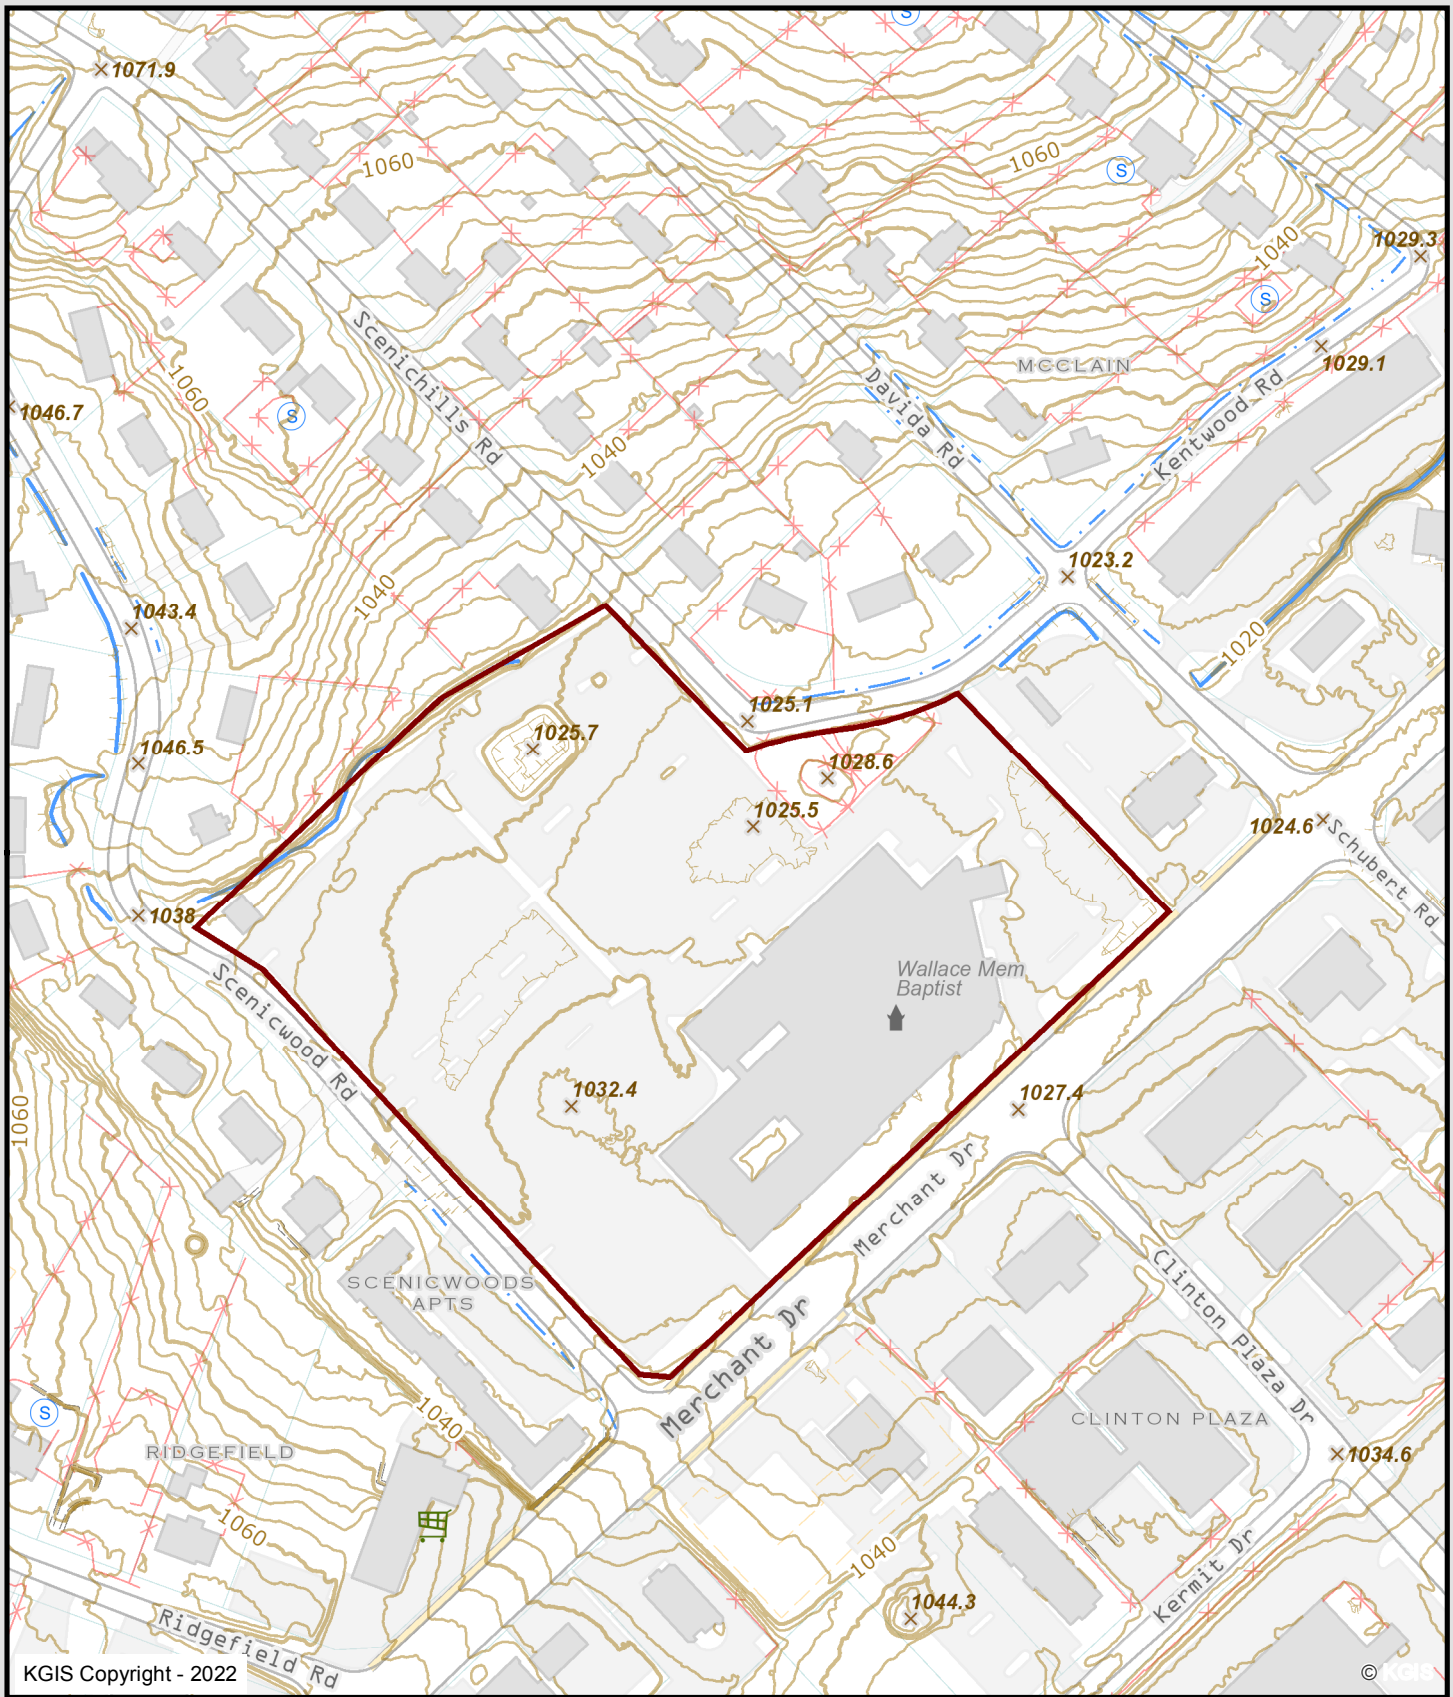 S
1071.9
1060
1060
S
1040
1029.3
S
Scenichills Rd
MCCLAIN
1029.1
1060
Davida Rd
Kentwood Rd
1046.7
S
1040
1040
1023.2
1043.4
1020
1025.1
1046.5
1025.7
1028.6
1025.5
1024.6
Schubert Rd
1038
Wallace Mem
Baptist
Scenicwood Rd
1032.4
1027.4
1060
Merchant Dr
SCENICWOODS
APTS
Clinton Plaza Dr
Merchant Dr
1040
S
CLINTON PLAZA
RIDGEFIELD
1034.6
1060
1040
Kermit Dr
1044.3
Ridgefield Rd
KGIS Copyright - 2022
© KGIS